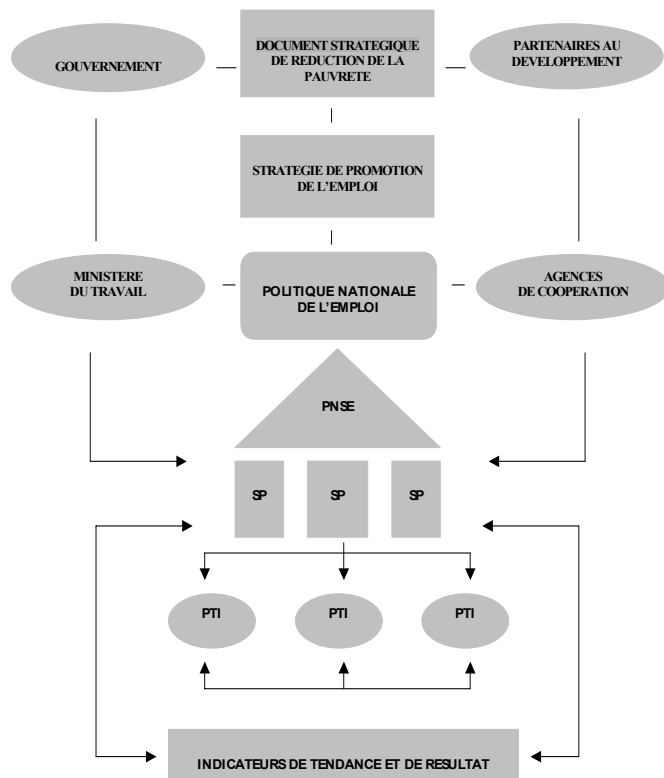 GOUVERNEMENT
DOCUMENT STRATEGIQUE
DE REDUCTION DE LA
PAUVRETE
PARTENAIRES AU
DEVELOPPEMENT
STRATEGIE DE PROMOTION
DE L’EMPLOI
MINISTERE
DU TRAVAIL
POLITIQUE NATIONALE
DE L’EMPLOI
AGENCES
DE COOPERATION
PNSE
SP
SP
SP
PTI
PTI
PTI
INDICATEURS DE TENDANCE ET DE RESULTAT